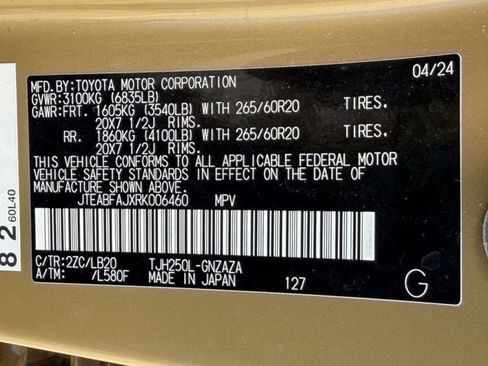 MFD. BY: TOYOTA MOTOR CORPORATION 04/24
GVWR: 3100KG (6835LB)
GAWR: FRT. 1605KG (3540LB) WITH 265/60R20 TIRES,
20X7 1/2J RIMS.
RR. 1860KG (4100LB) WITH 265/60R20 TIRES,
20X7 1/2J RIMS.
THIS VEHICLE CONFORMS TO ALL APPLICABLE FEDERAL MOTOR
VEHICLE SAFETY STANDARDS IN EFFECT ON THE DATE OF
MANUFACTURE SHOWN ABOVE.
JTEABFAJXRK006460 MPV
C/TR: 2ZC/LB20 TJH250L-GNZAZA
A/TM: /L580F MADE IN JAPAN 127 G
82 60L40